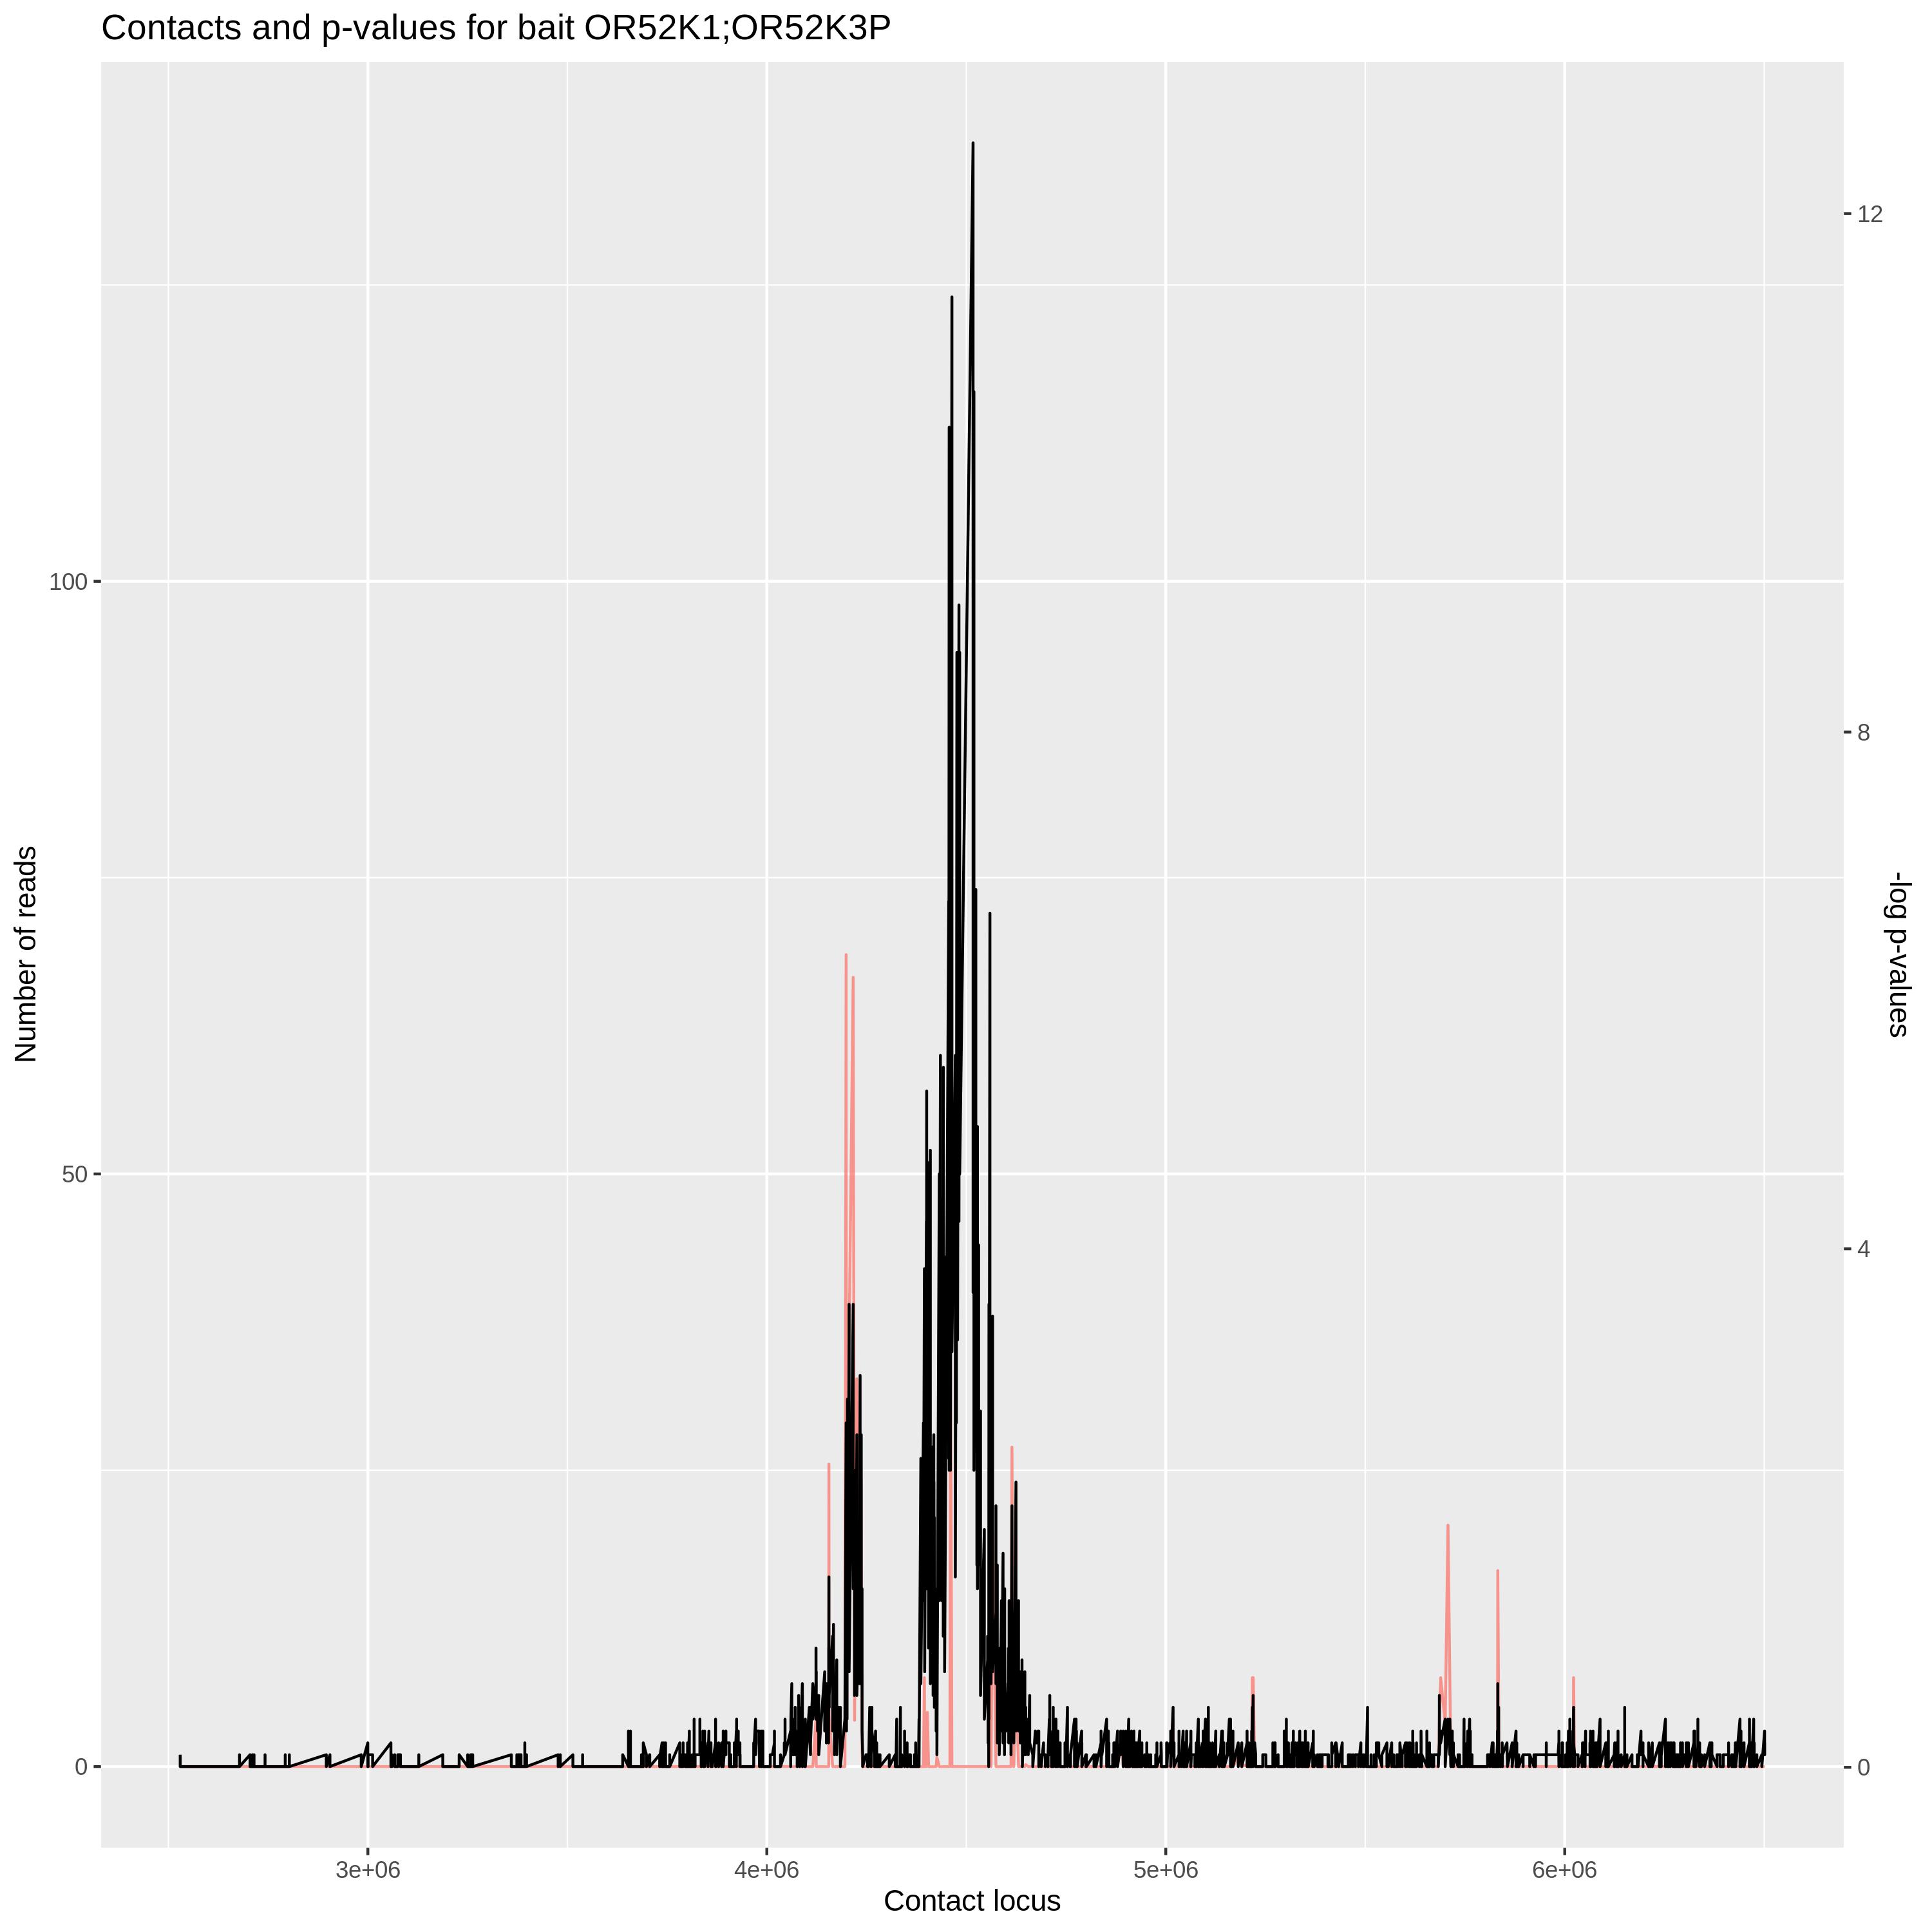 Contacts and p-values for bait OR52K1;OR52K3P
12
100
8
Number of reads
-log p-values
50
4
0
0
3e+06
4e+06
5e+06
6e+06
Contact locus